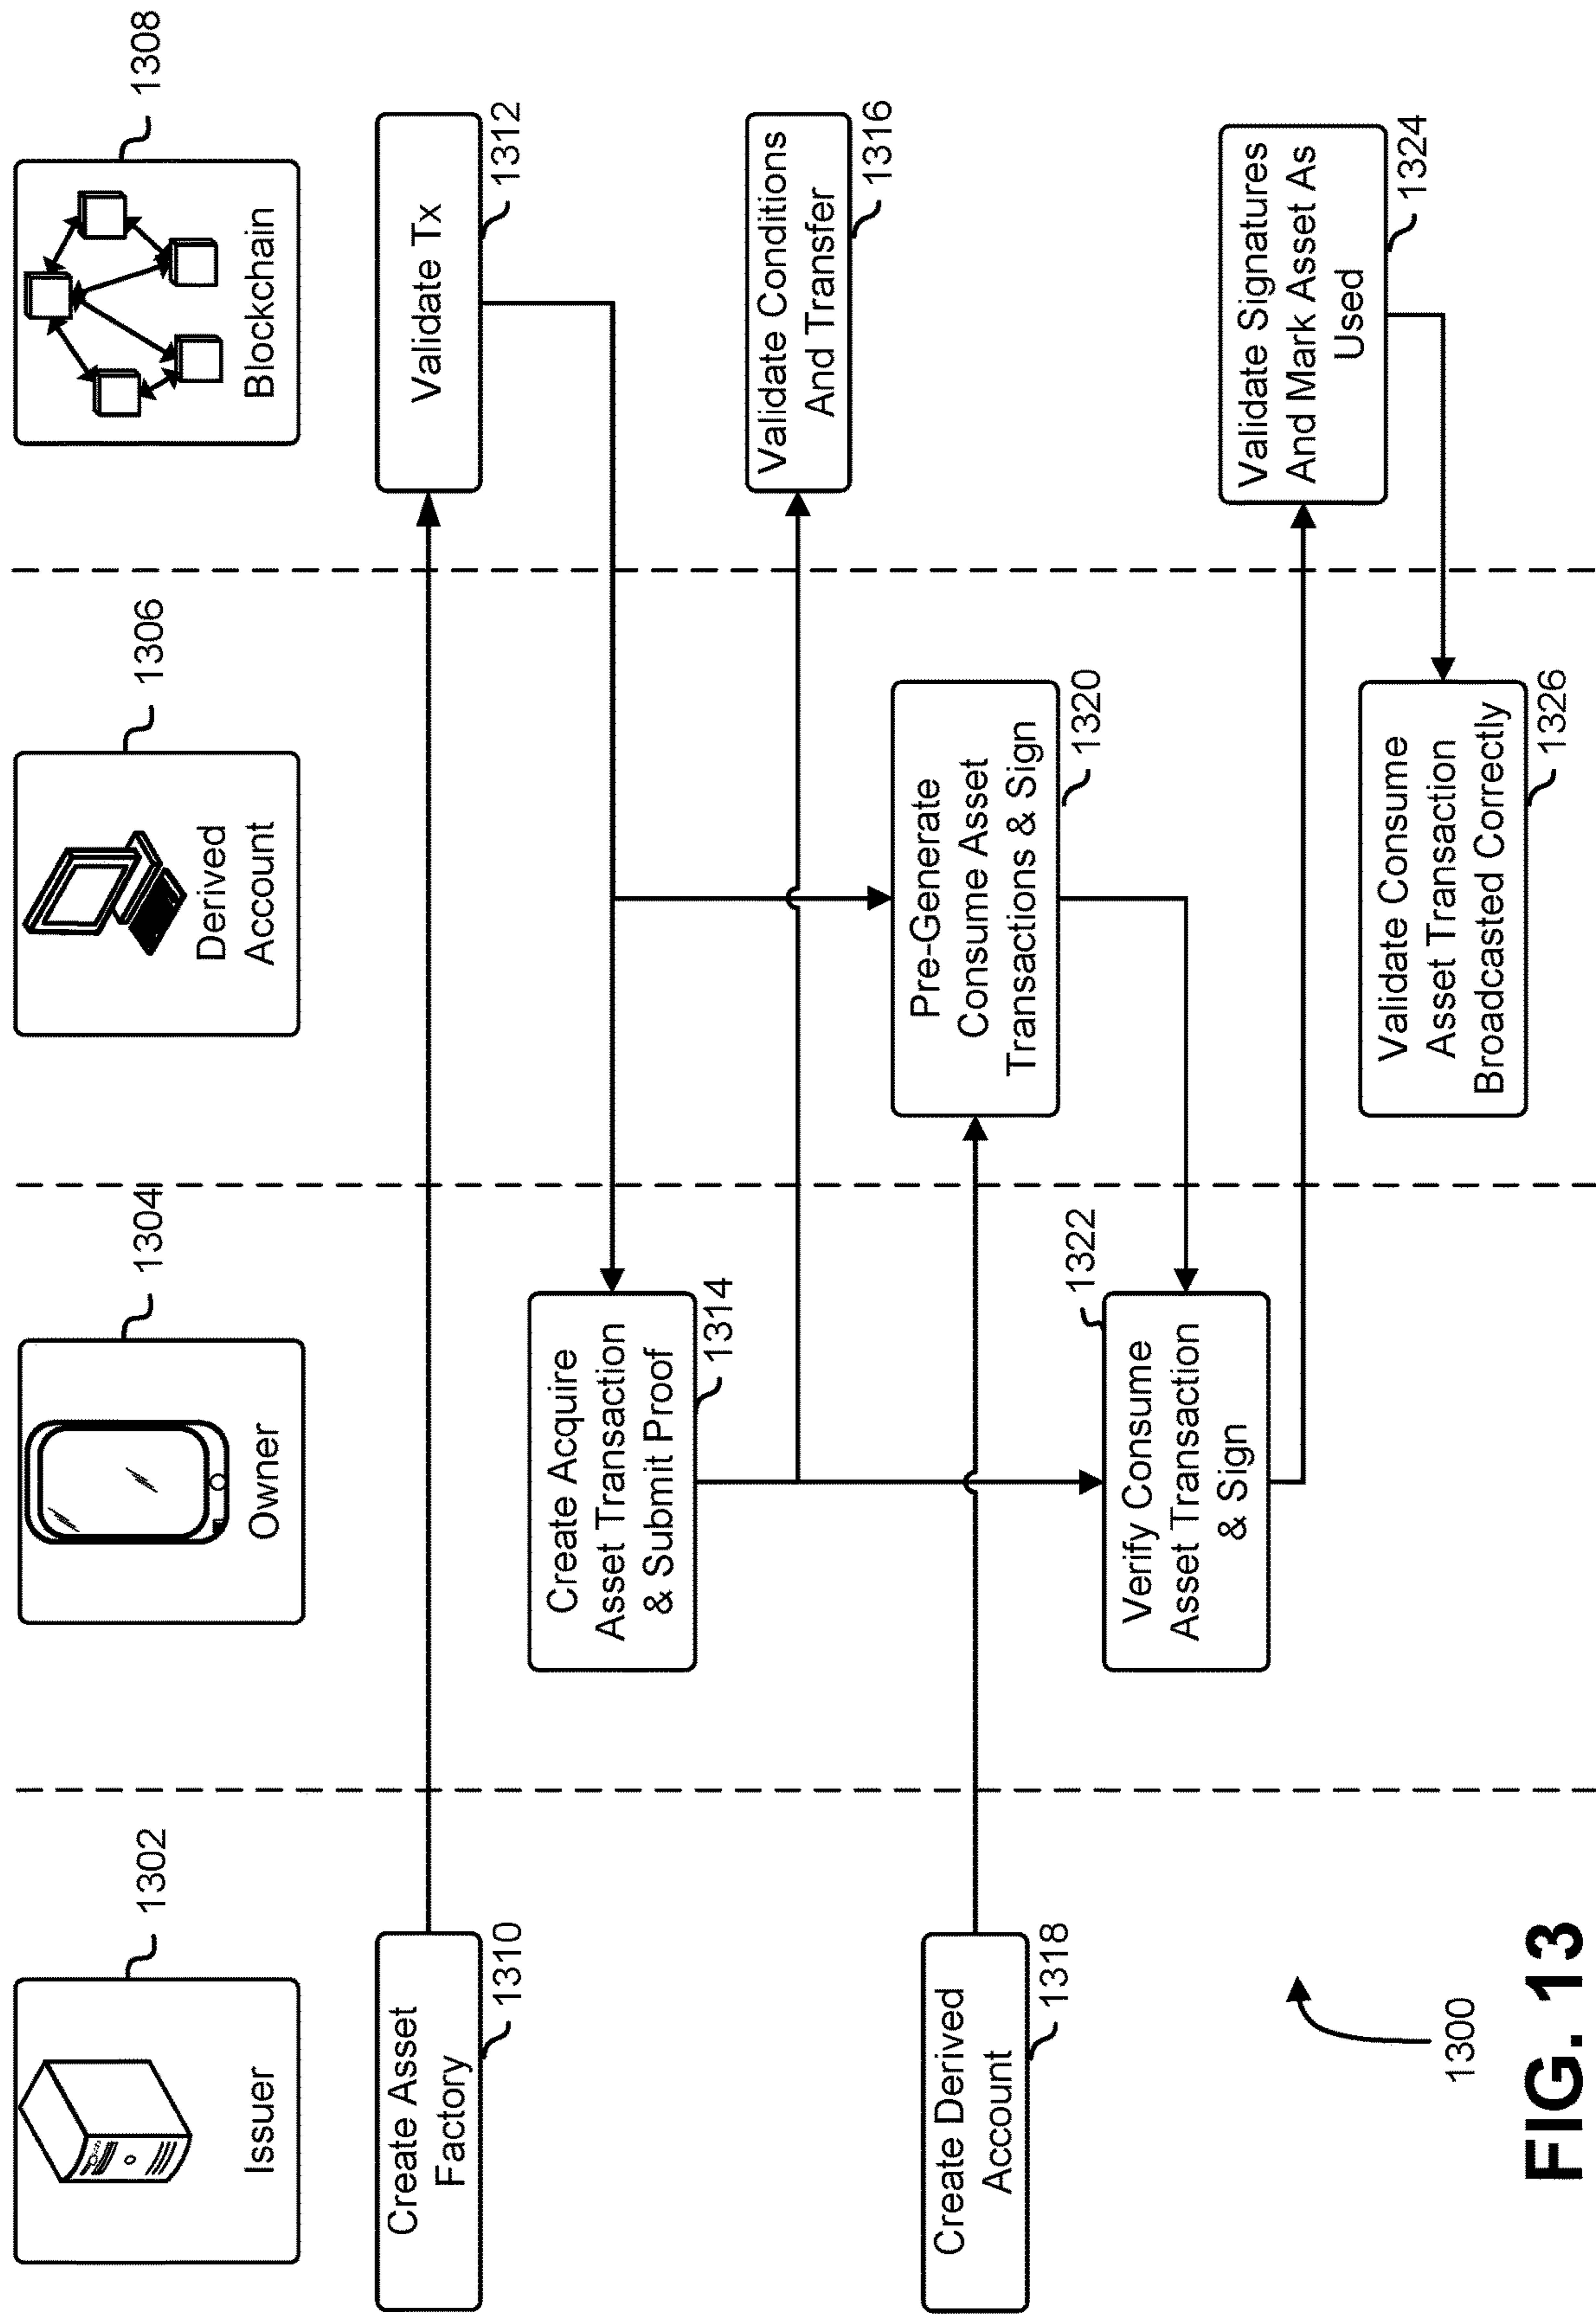 Issuer
1302
Owner
1304
Derived
Account
1306
Blockchain
1308
Create Asset
Factory
1310
Validate Tx
1312
Create Acquire
Asset Transaction
& Submit Proof
1314
Validate Conditions
And Transfer
1316
Create Derived
Account
1318
Pre-Generate
Consume Asset
Transactions & Sign
1320
Verify Consume
Asset Transaction
& Sign
1322
Validate Signatures
And Mark Asset As
Used
1324
Validate Consume
Asset Transaction
Broadcasted Correctly
1326
1300
FIG. 13